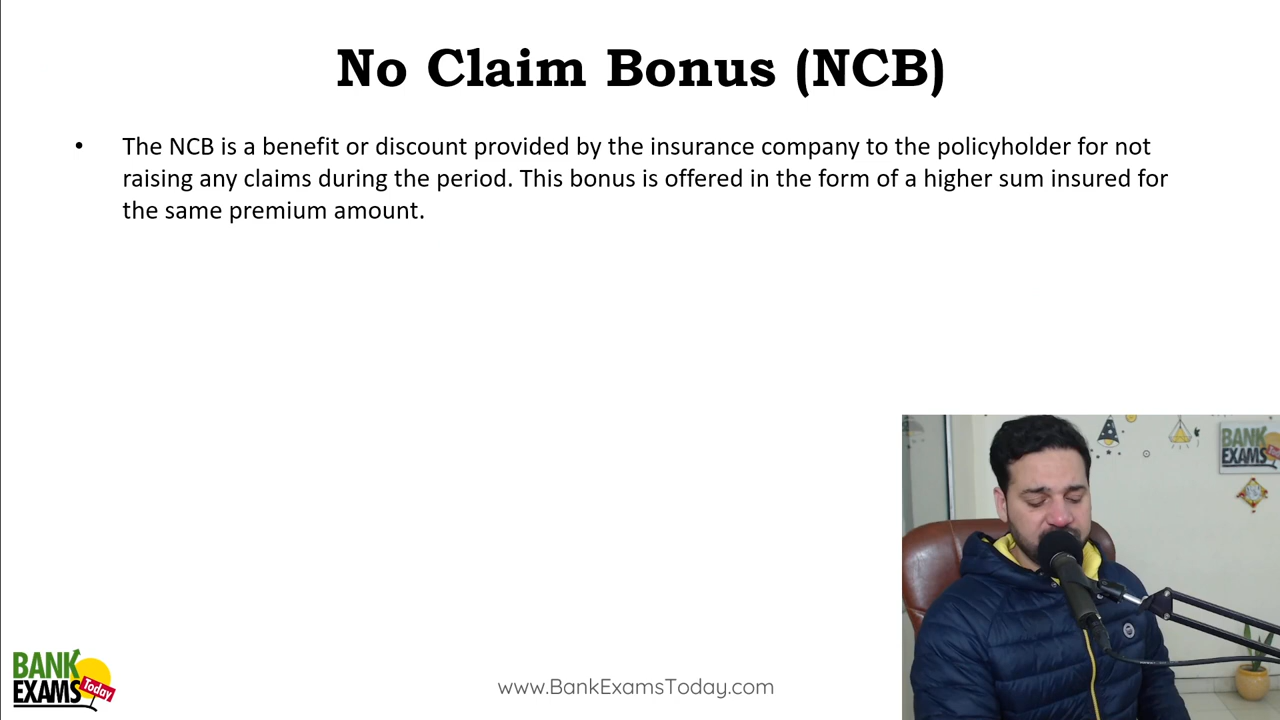 No Claim Bonus (NCB)
• The NCB is a benefit or discount provided by the insurance company to the policyholder for not
raising any claims during the period. This bonus is offered in the form of a higher sum insured for
the same premium amount.
BANK
EXAMS
BANK
EXAMS
Today
www.BankExamsToday.com